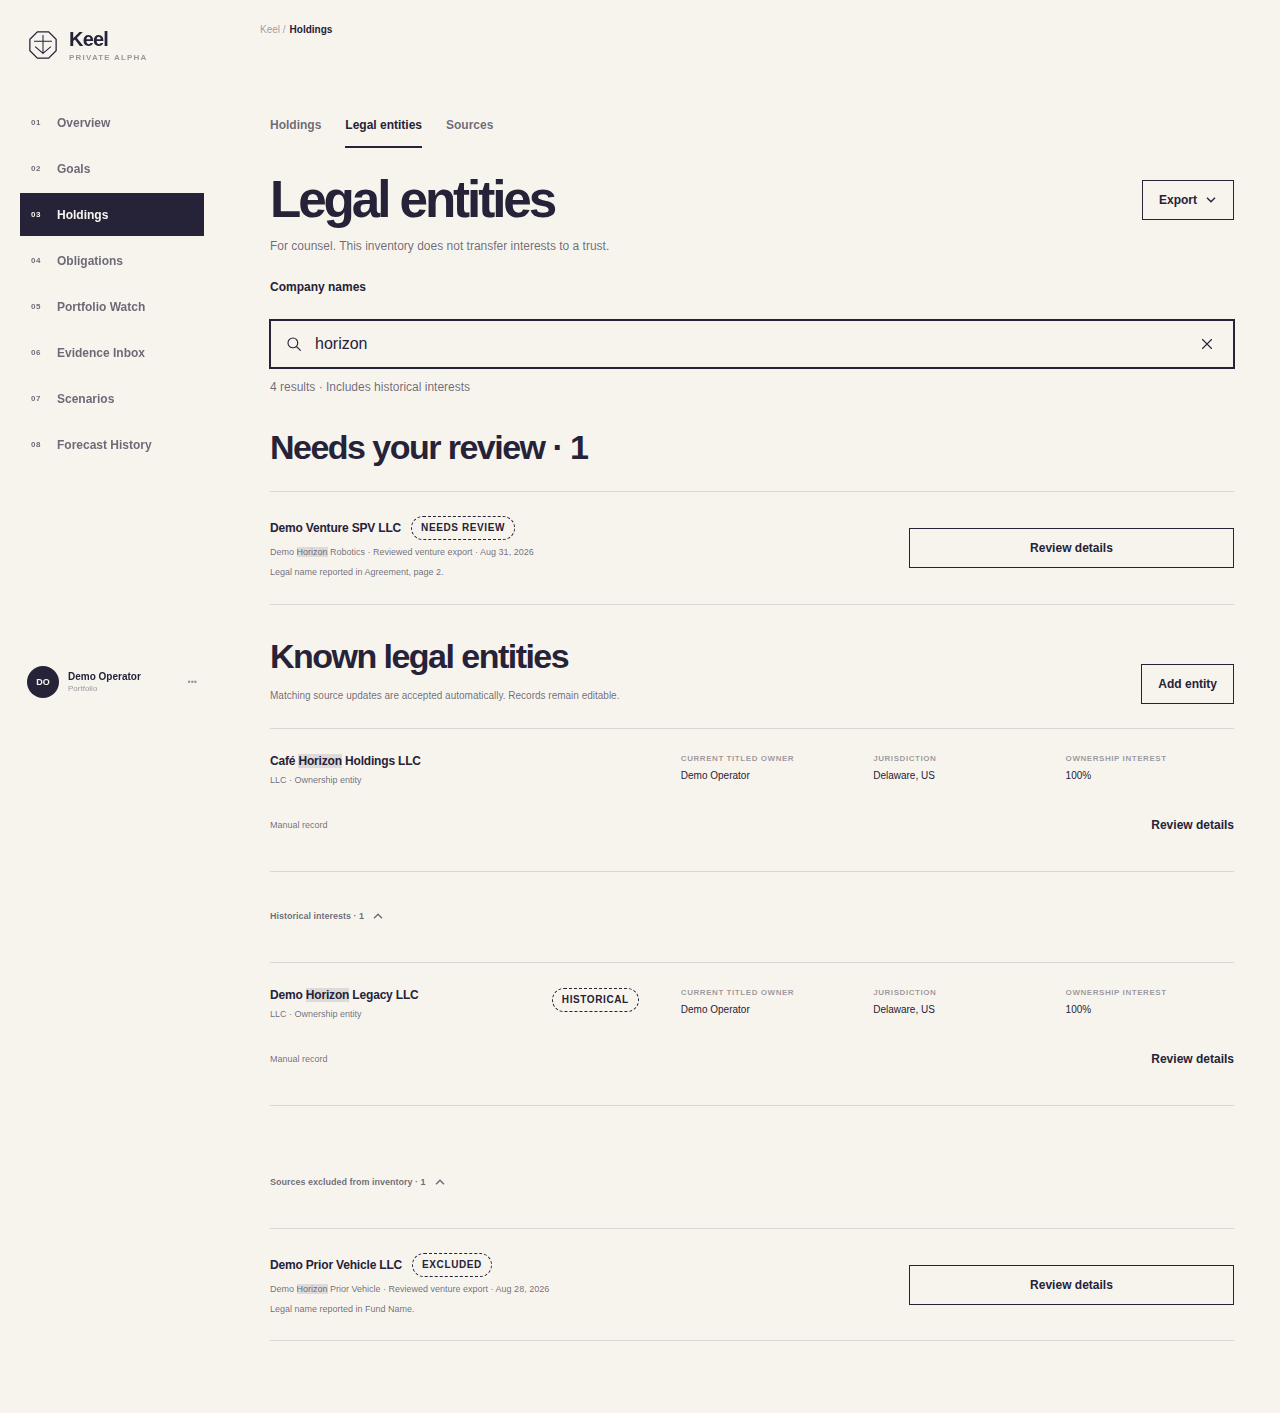 Keel
PRIVATE ALPHA
Keel / Holdings
01 Overview
02 Goals
03 Holdings
04 Obligations
05 Portfolio Watch
06 Evidence Inbox
07 Scenarios
08 Forecast History
DO
Demo Operator
Portfolio
Holdings Legal entities Sources
Legal entities
Export
For counsel. This inventory does not transfer interests to a trust.
Company names
horizon
4 results · Includes historical interests
Needs your review · 1
Demo Venture SPV LLC NEEDS REVIEW
Demo Horizon Robotics · Reviewed venture export · Aug 31, 2026
Legal name reported in Agreement, page 2.
Review details
Known legal entities
Matching source updates are accepted automatically. Records remain editable.
Add entity
Café Horizon Holdings LLC
LLC · Ownership entity
CURRENT TITLED OWNER
Demo Operator
JURISDICTION
Delaware, US
OWNERSHIP INTEREST
100%
Manual record
Review details
Historical interests · 1
Demo Horizon Legacy LLC
LLC · Ownership entity
HISTORICAL
CURRENT TITLED OWNER
Demo Operator
JURISDICTION
Delaware, US
OWNERSHIP INTEREST
100%
Manual record
Review details
Sources excluded from inventory · 1
Demo Prior Vehicle LLC EXCLUDED
Demo Horizon Prior Vehicle · Reviewed venture export · Aug 28, 2026
Legal name reported in Fund Name.
Review details